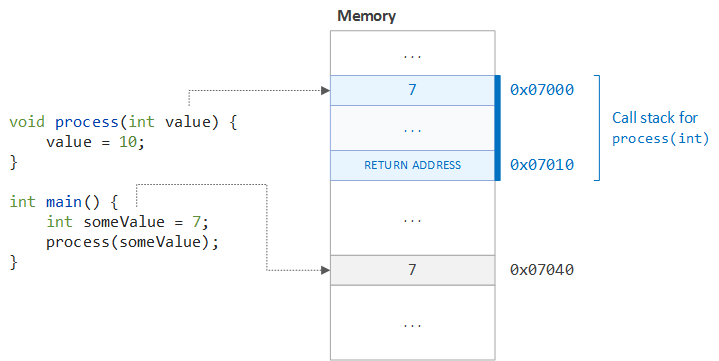 Memory
...
7 0x07000
void process(int value) {
    value = 10;
}
...
Call stack for
process(int)
RETURN ADDRESS 0x07010
int main() {
    int someValue = 7;
    process(someValue);
}
...
7 0x07040
...